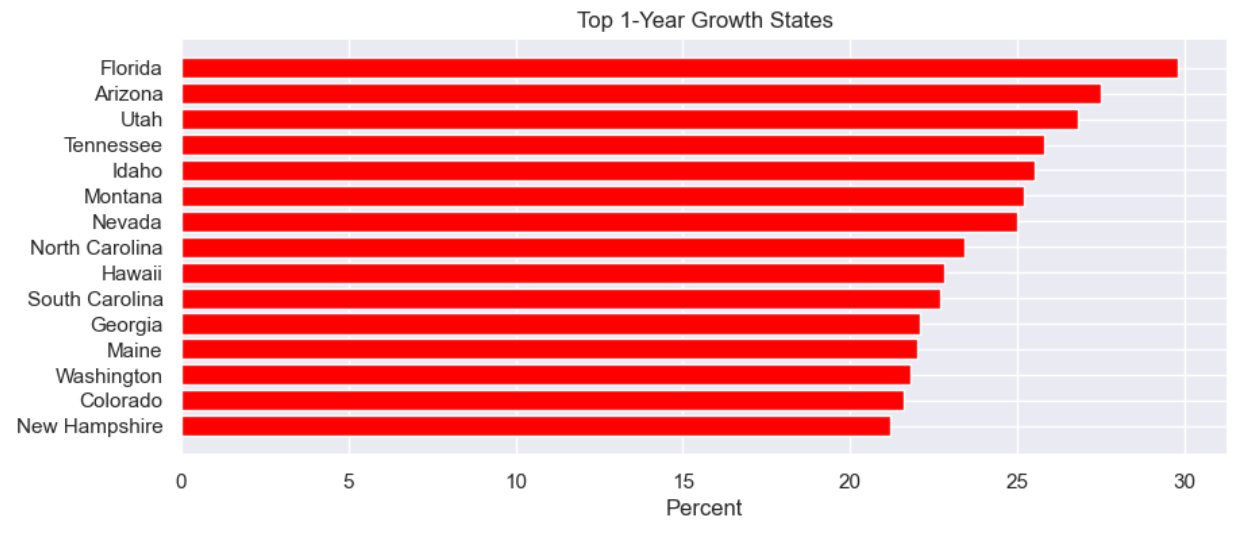 Top 1-Year Growth States
Florida
Arizona
Utah
Tennessee
Idaho
Montana
Nevada
North Carolina
Hawaii
South Carolina
Georgia
Maine
Washington
Colorado
New Hampshire
0 5 10 15 20 25 30
Percent